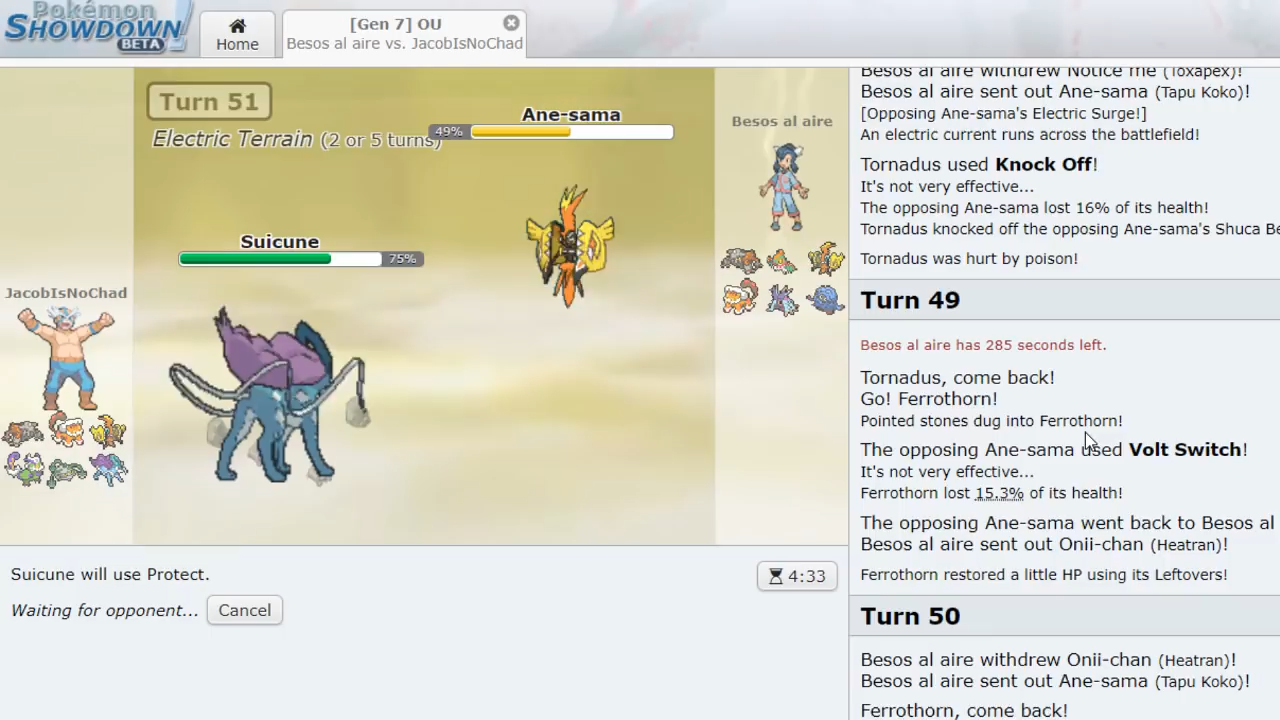 Pokémon
SHOWDOWN!
BETA
Home
[Gen 7] OU
Besos al aire vs. JacobIsNoChad
Turn 51
Electric Terrain (2 or 5 turns)
49%
Ane-sama
Suicune
75%
JacobIsNoChad
Besos al aire
Suicune will use Protect.
4:33
Waiting for opponent...
Cancel
Besos al aire withdrew Notice me (Toxapex)!
Besos al aire sent out Ane-sama (Tapu Koko)!
[Opposing Ane-sama's Electric Surge!]
An electric current runs across the battlefield!
Tornadus used Knock Off!
It's not very effective...
The opposing Ane-sama lost 16% of its health!
Tornadus knocked off the opposing Ane-sama's Shuca Be
Tornadus was hurt by poison!
Turn 49
Besos al aire has 285 seconds left.
Tornadus, come back!
Go! Ferrothorn!
Pointed stones dug into Ferrothorn!
The opposing Ane-sama used Volt Switch!
It's not very effective...
Ferrothorn lost 15.3% of its health!
The opposing Ane-sama went back to Besos al
Besos al aire sent out Onii-chan (Heatran)!
Ferrothorn restored a little HP using its Leftovers!
Turn 50
Besos al aire withdrew Onii-chan (Heatran)!
Besos al aire sent out Ane-sama (Tapu Koko)!
Ferrothorn, come back!